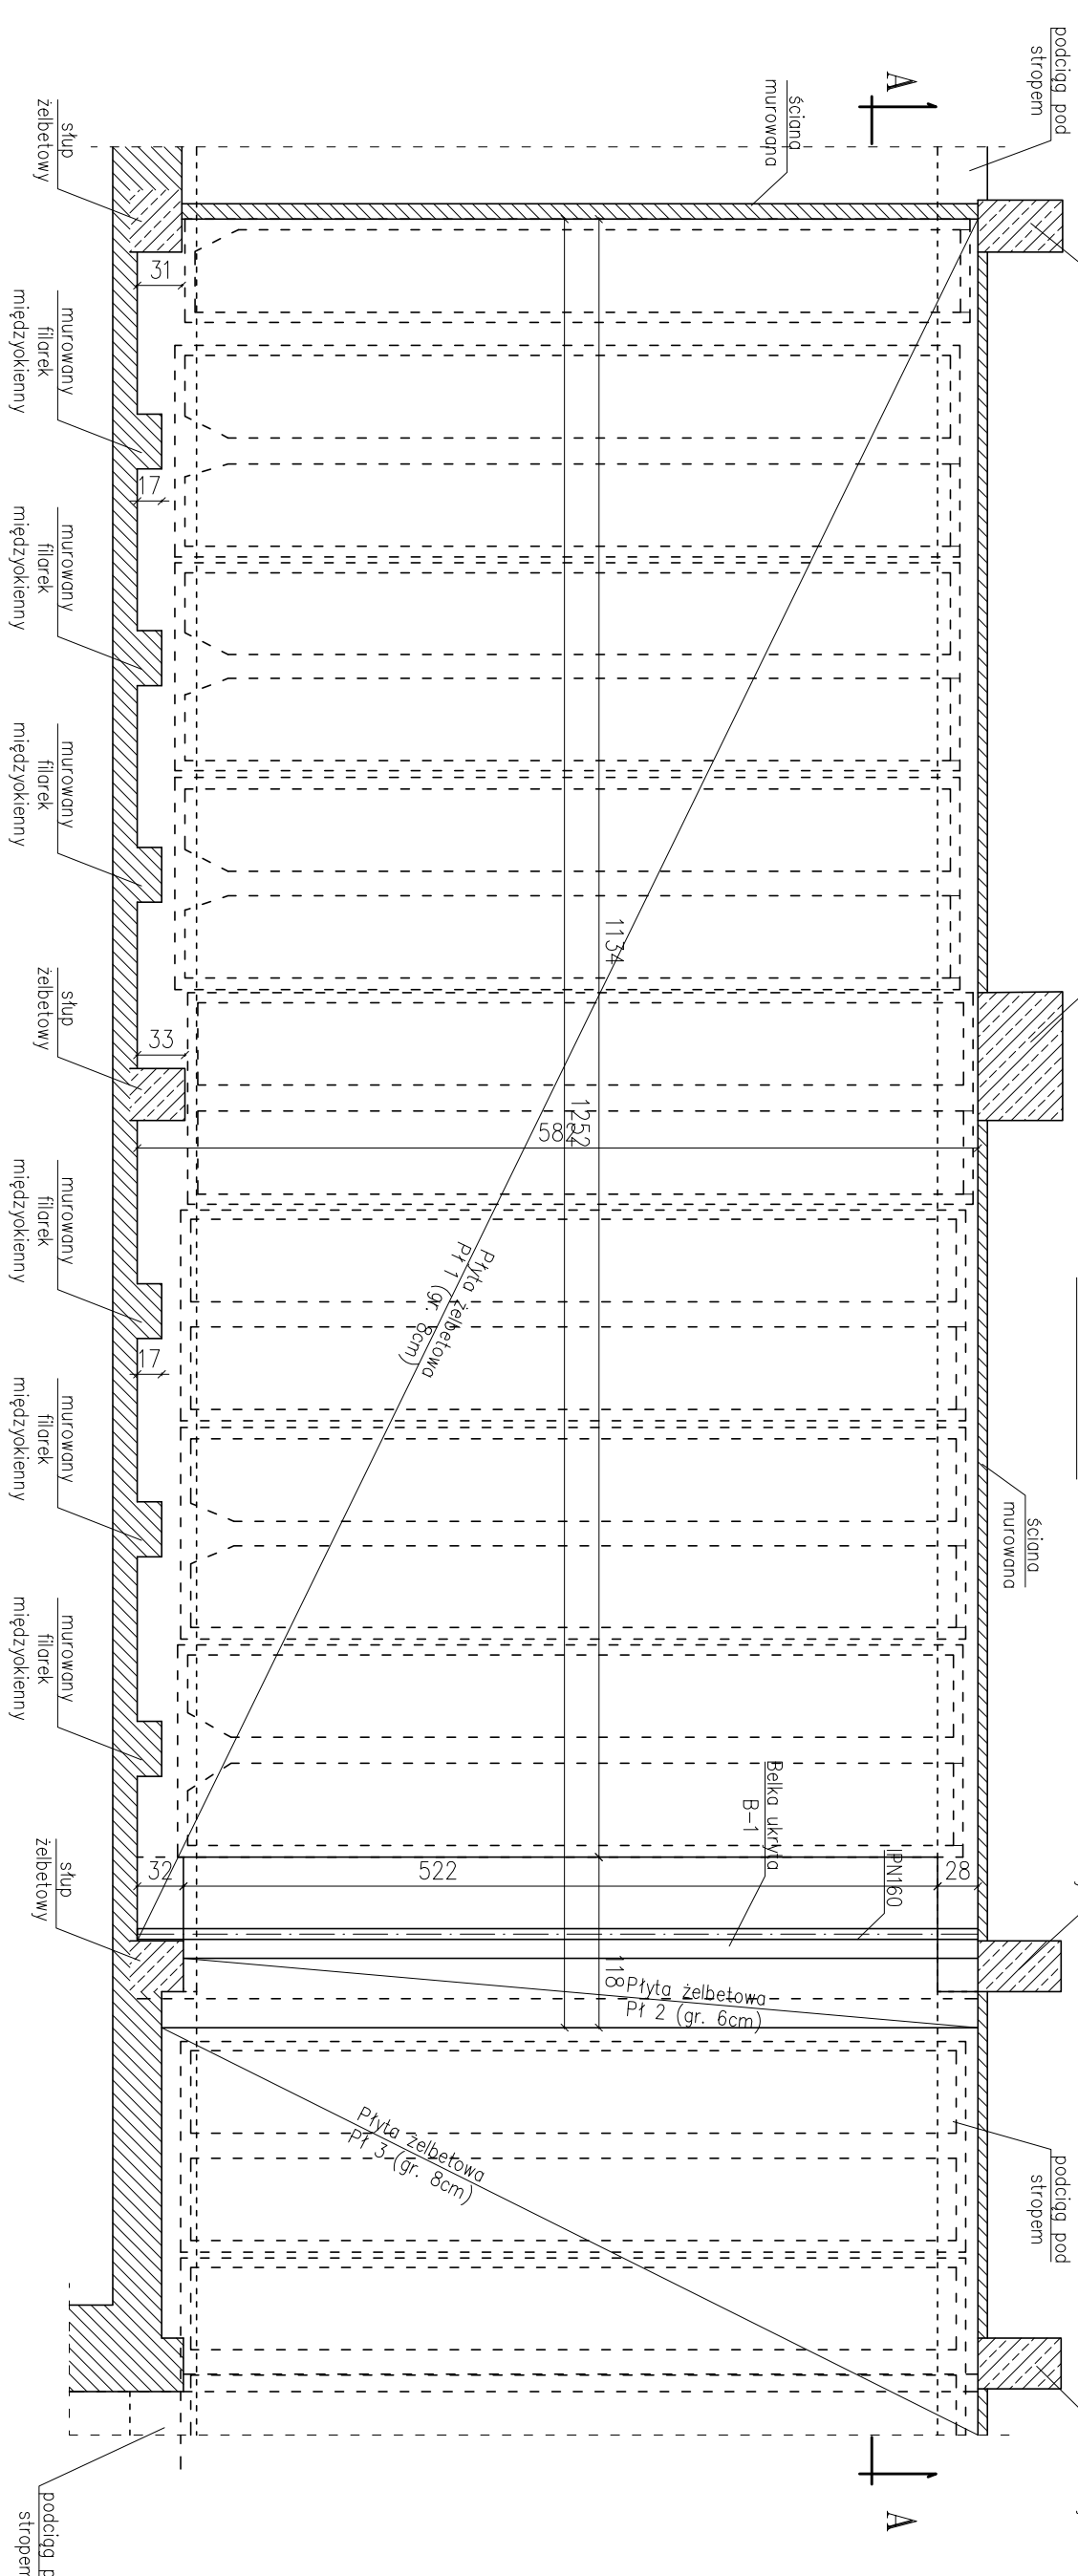 podciąg pod
stropem
A
ściana
murowana
słup
żelbetowy
31
murowany
filarek
międzyokienny
17
murowany
filarek
międzyokienny
murowany
filarek
międzyokienny
1134
słup
żelbetowy
33
1252
582
murowany
filarek
międzyokienny
17
Płyta żelbetowa
Pł 1 (gr. 8cm)
murowany
filarek
międzyokienny
ściana
murowana
murowany
filarek
międzyokienny
Belka ukryta
B-1
IPN160
32
522
28
słup
żelbetowy
118
Płyta żelbetowa
Pł 2 (gr. 6cm)
Płyta żelbetowa
Pł 3 (gr. 8cm)
podciąg pod
stropem
A
podciąg p
stropem